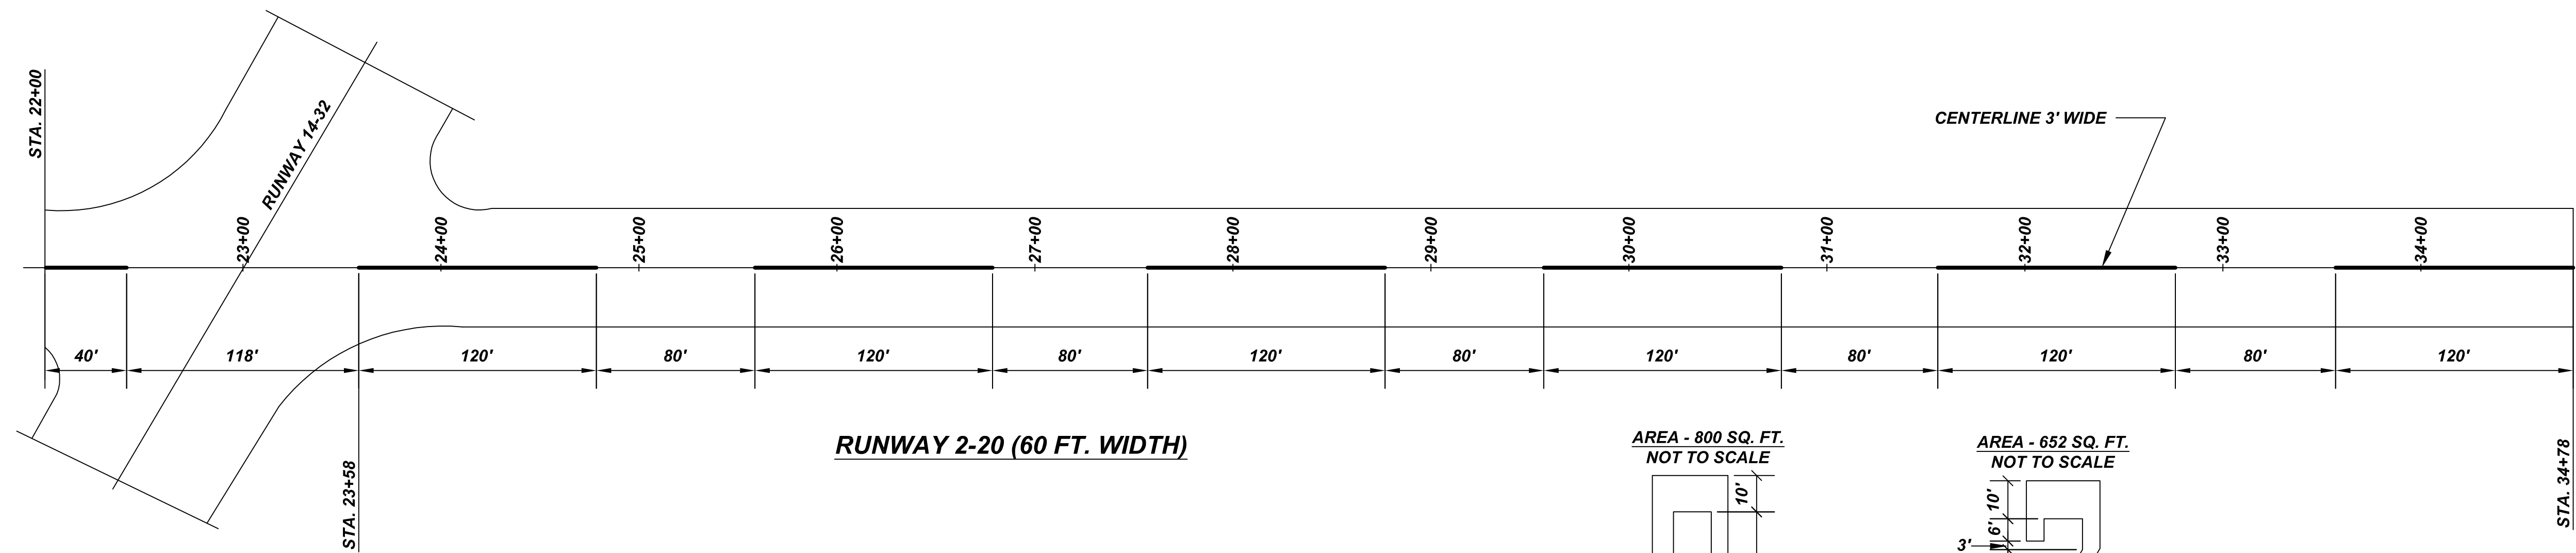 STA. 22+00
RUNWAY 14-32
CENTERLINE 3' WIDE
23+00
24+00
25+00
26+00
27+00
28+00
29+00
30+00
31+00
32+00
33+00
34+00
40'
118'
120'
80'
120'
80'
120'
80'
120'
80'
120'
80'
120'
STA. 23+58
RUNWAY 2-20 (60 FT. WIDTH)
AREA - 800 SQ. FT.
NOT TO SCALE
10'
AREA - 652 SQ. FT.
NOT TO SCALE
10'
6'
3'
STA. 34+78